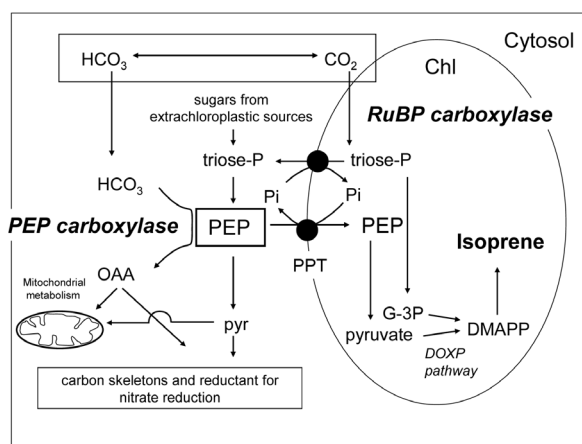 Cytosol
HCO3
CO2
Chl
sugars from
extrachloroplastic sources
RuBP carboxylase
triose-P
triose-P
HCO3
Pi
Pi
PEP carboxylase
PEP
PEP
Isoprene
PPT
OAA
Mitochondrial
metabolism
G-3P
pyr
pyruvate
DMAPP
DOXP
pathway
carbon skeletons and reductant for
nitrate reduction